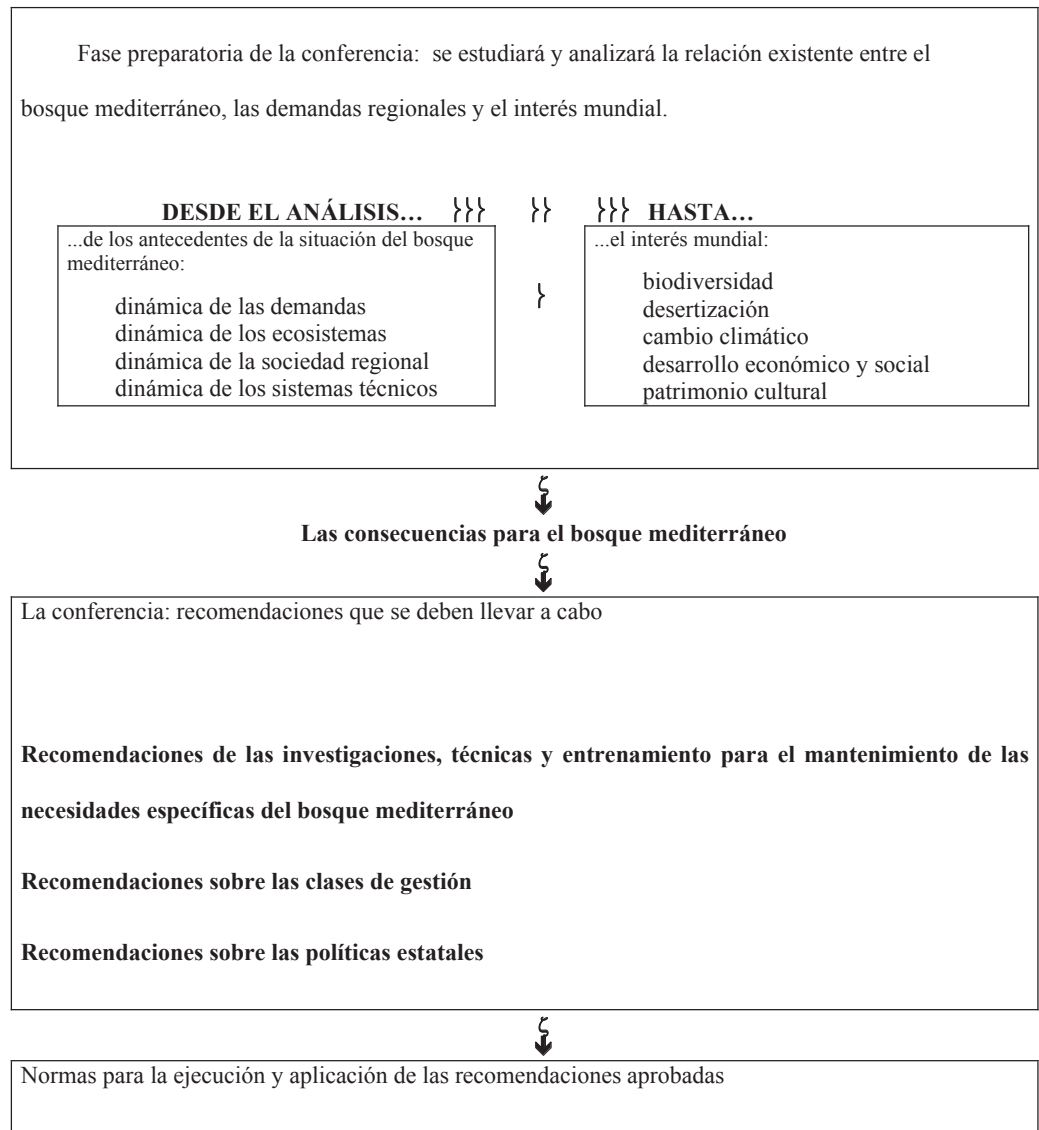 Fase preparatoria de la conferencia: se estudiará y analizará la relación existente entre el
bosque mediterráneo, las demandas regionales y el interés mundial.
DESDE EL ANÁLISIS... HASTA...
...de los antecedentes de la situación del bosque
mediterráneo:
dinámica de las demandas
dinámica de los ecosistemas
dinámica de la sociedad regional
dinámica de los sistemas técnicos
...el interés mundial:
biodiversidad
desertización
cambio climático
desarrollo económico y social
patrimonio cultural
Las consecuencias para el bosque mediterráneo
La conferencia: recomendaciones que se deben llevar a cabo
Recomendaciones de las investigaciones, técnicas y entrenamiento para el mantenimiento de las
necesidades específicas del bosque mediterráneo
Recomendaciones sobre las clases de gestión
Recomendaciones sobre las políticas estatales
Normas para la ejecución y aplicación de las recomendaciones aprobadas